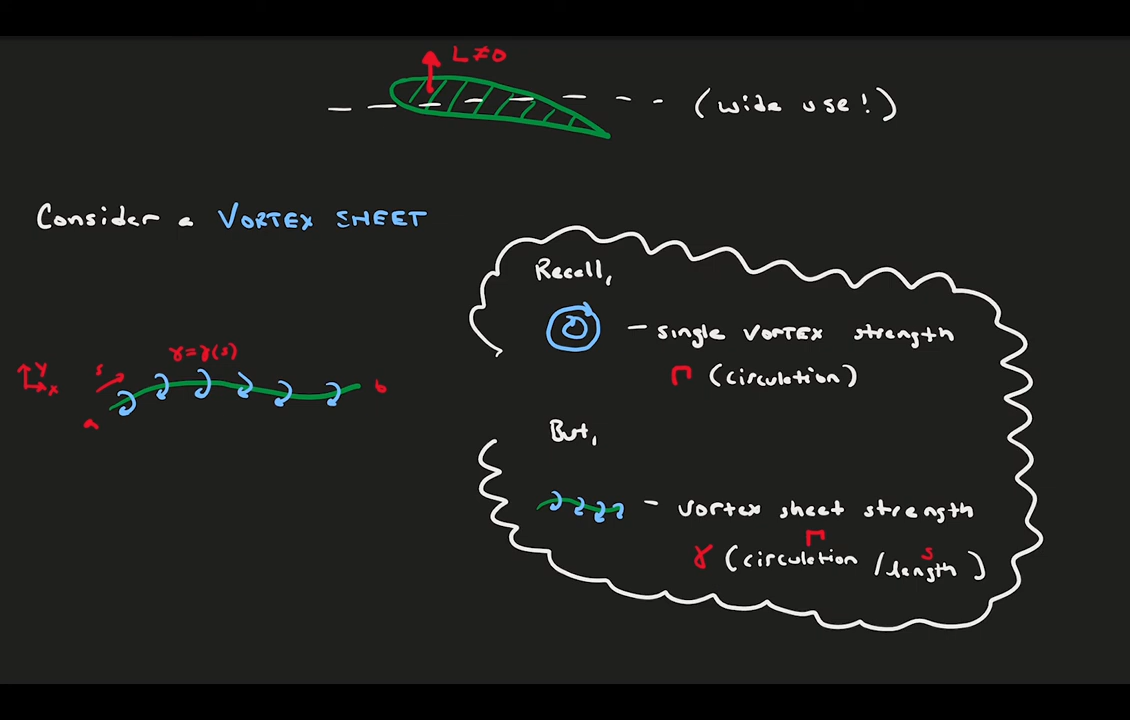 L≠0
(wide use!)
Consider a VORTEX SHEET
Recall,
– single vortex strength
Γ (circulation)
γ = γ(s)
s
y
x
a
b
But,
– vortex sheet strength
Γ s
γ (circulation / length)